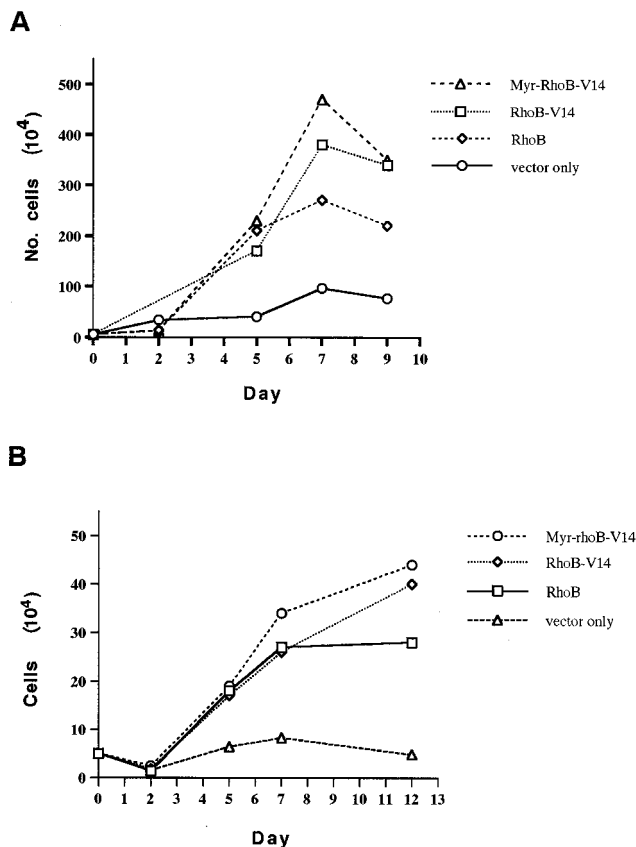 A
No. cells (10⁴)
500
400
300
200
100
0
0 1 2 3 4 5 6 7 8 9 10
Day
Myr-RhoB-V14
RhoB-V14
RhoB
vector only
B
Cells (10⁴)
50
40
30
20
10
0
0 1 2 3 4 5 6 7 8 9 10 11 12 13
Day
Myr-rhoB-V14
RhoB-V14
RhoB
vector only